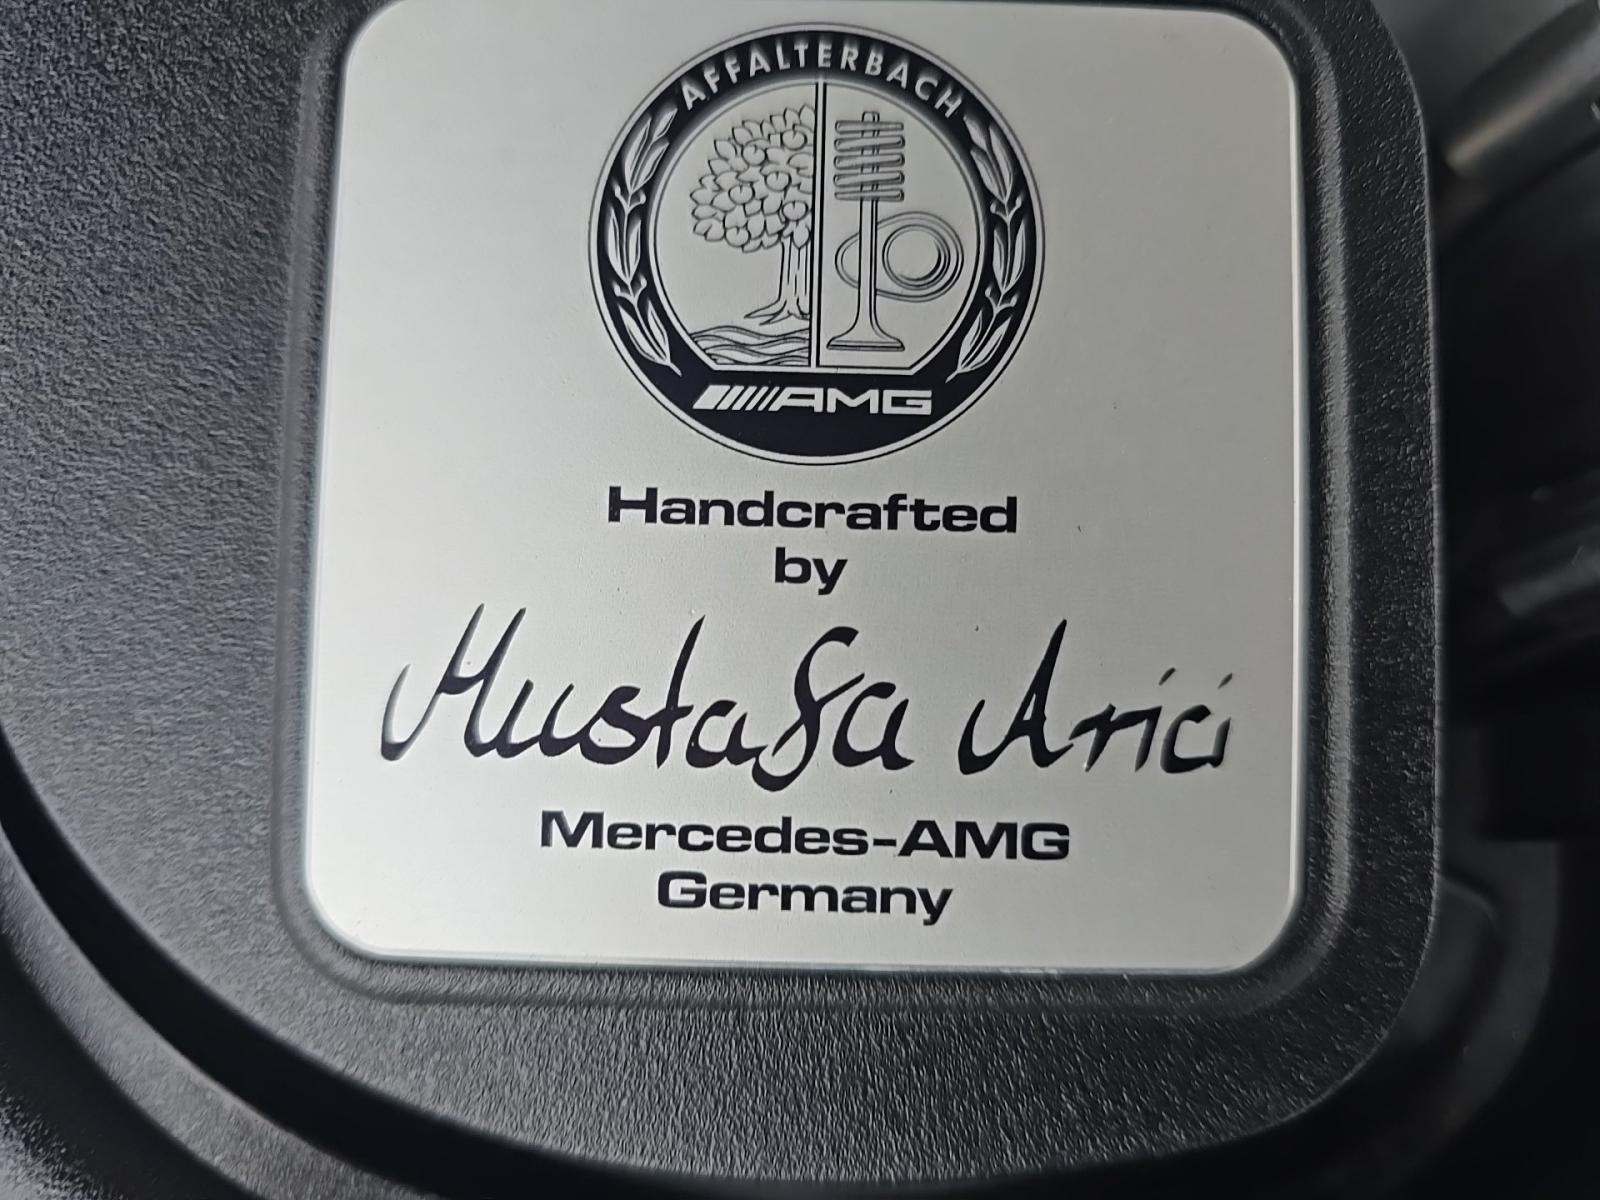 AFFALTERBACH
AMG
Handcrafted
by
Mustafa Arici
Mercedes-AMG
Germany